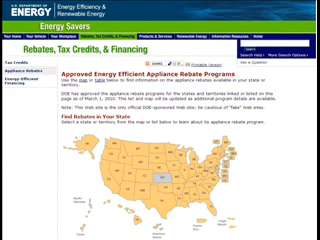 U.S. DEPARTMENT OF
ENERGY
Energy Efficiency &
Renewable Energy
Energy Savers
Your Home Your Vehicle Your Workplace Rebates, Tax Credits, & Financing Products & Services Renewable Energy Information Resources Home
Rebates, Tax Credits, & Financing
Search Help More Search Options
Tax Credits
Appliance Rebates
Energy Efficient
Financing
Printable Version
Ask a Question
Approved Energy Efficient Appliance Rebate Programs
Use the map or table below to find information on the appliance rebates available in your state or
territory.
DOE has approved the appliance rebate programs for the states and territories linked or listed on this
page as of March 1, 2010. This list and map will be updated as additional program details are available.
Note: This Web site is the only official DOE-sponsored Web site; be cautious of "fake" Web sites.
Find Rebates in Your State
Select a state or territory from the map or list below to learn about its appliance rebate program.